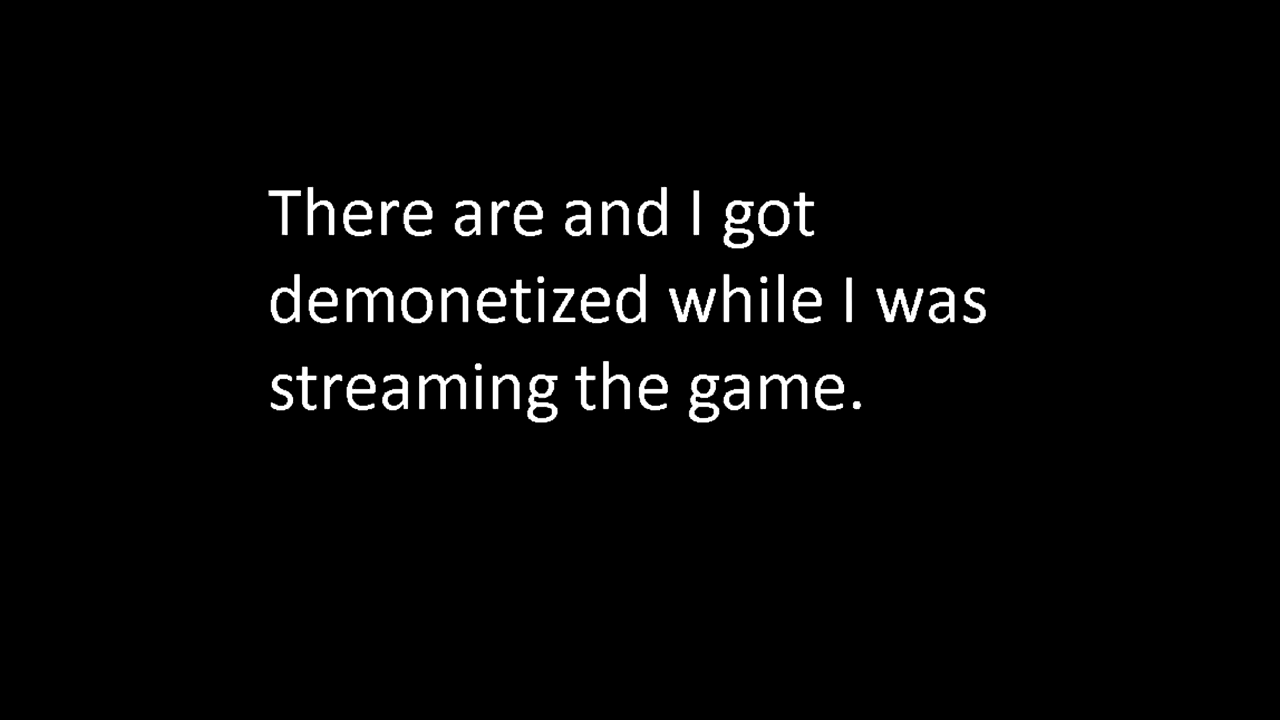 There are and I got
demonetized while I was
streaming the game.